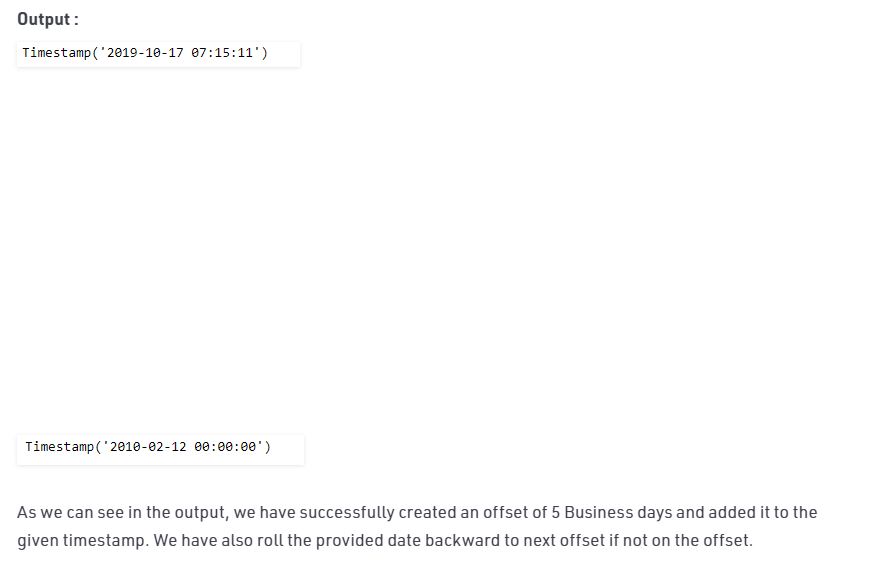 Output :
Timestamp('2019-10-17 07:15:11')
Timestamp('2010-02-12 00:00:00')
As we can see in the output, we have successfully created an offset of 5 Business days and added it to the
given timestamp. We have also roll the provided date backward to next offset if not on the offset.